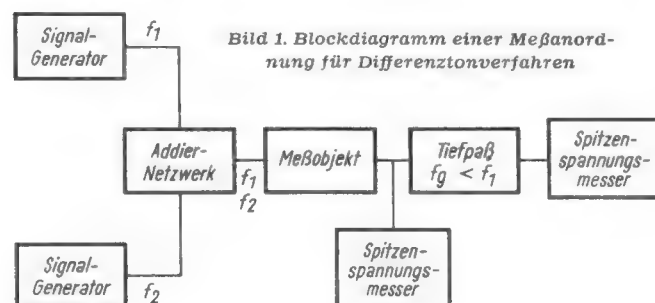 Signal-
Generator
f1
Bild 1. Blockdiagramm einer Meßanord-
nung für Differenztonverfahren
Addier-
Netzwerk
f1
f2
Meßobjekt
Tiefpaß
fg < f1
Spitzen-
spannungs-
messer
Spitzen-
spannungs-
messer
Signal-
Generator
f2